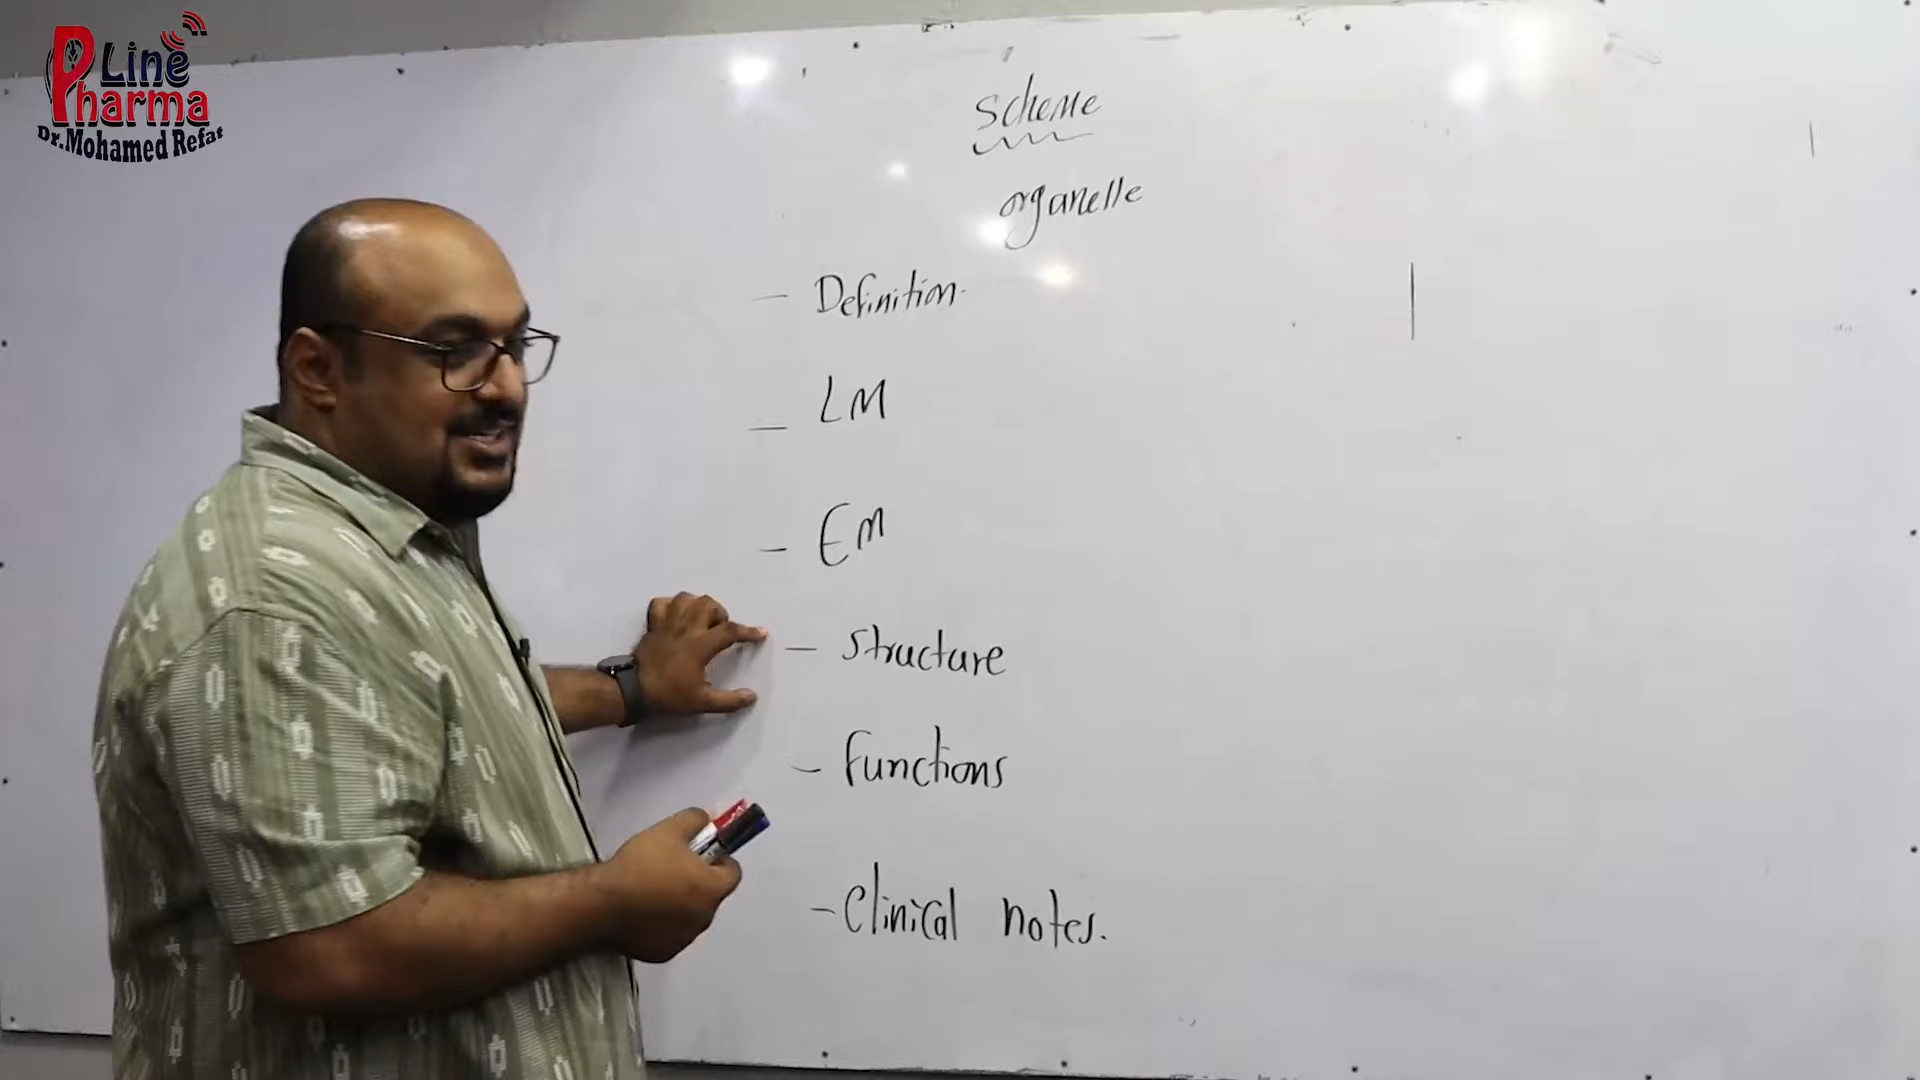 Line
Pharma
Dr.Mohamed Refat
Scheme
organelle
- Definition.
- LM
- EM
- Structure
- Functions
- Clinical notes.